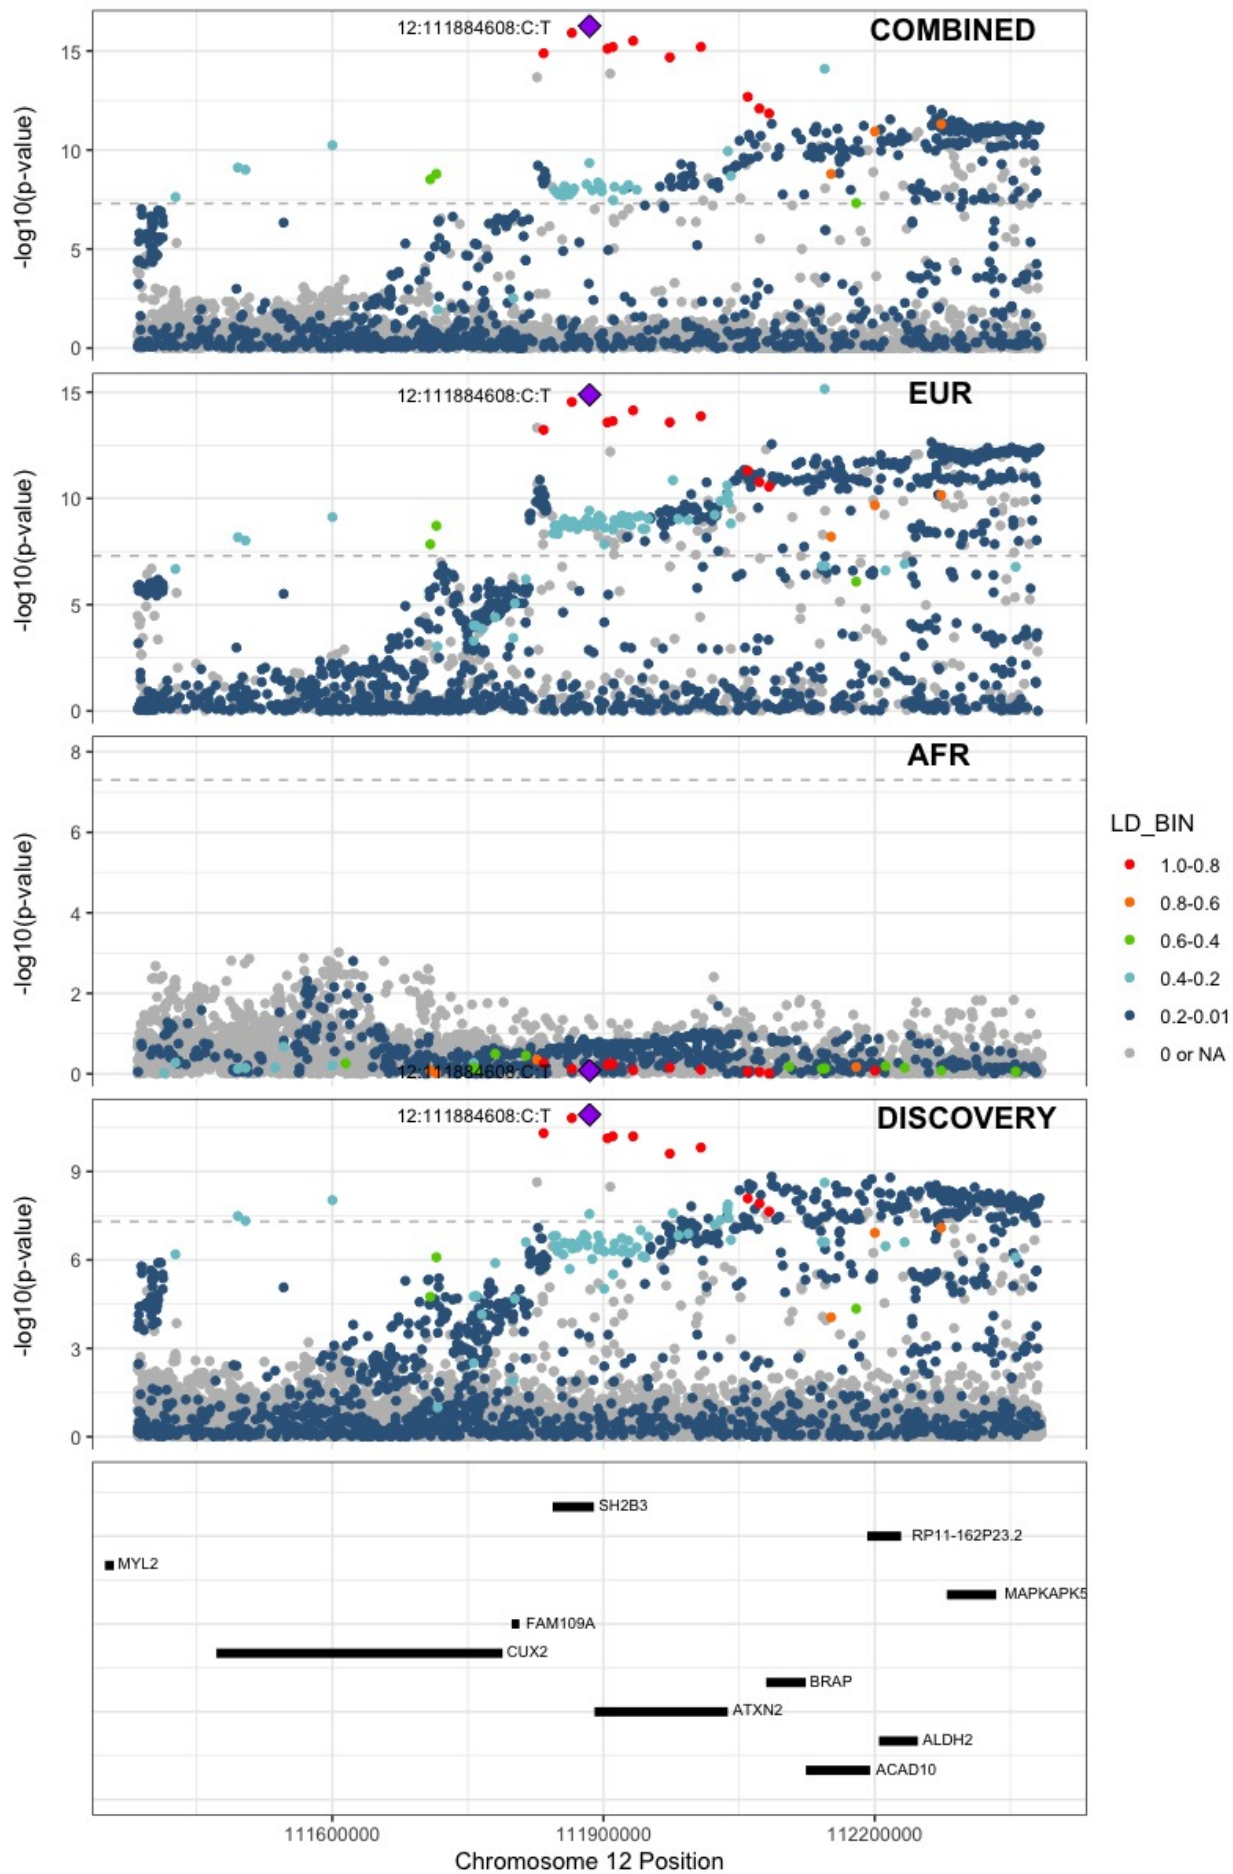 COMBINED
12:111884608:C:T
15
10
5
0
-log10(p-value)
EUR
12:111884608:C:T
15
10
5
0
-log10(p-value)
AFR
8
6
4
2
0
-log10(p-value)
12:111884608:C:T
DISCOVERY
12:111884608:C:T
9
6
3
0
-log10(p-value)
LD_BIN
1.0-0.8
0.8-0.6
0.6-0.4
0.4-0.2
0.2-0.01
0 or NA
SH2B3
RP11-162P23.2
MYL2
MAPKAPK5
FAM109A
CUX2
BRAP
ATXN2
ALDH2
ACAD10
111600000
111900000
112200000
Chromosome 12 Position